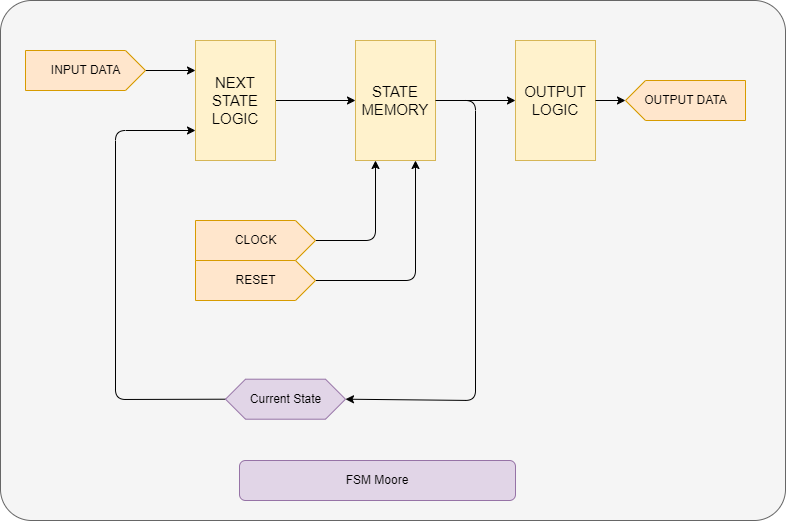 INPUT DATA
NEXT
STATE
LOGIC
STATE
MEMORY
OUTPUT
LOGIC
OUTPUT DATA
CLOCK
RESET
Current State
FSM Moore